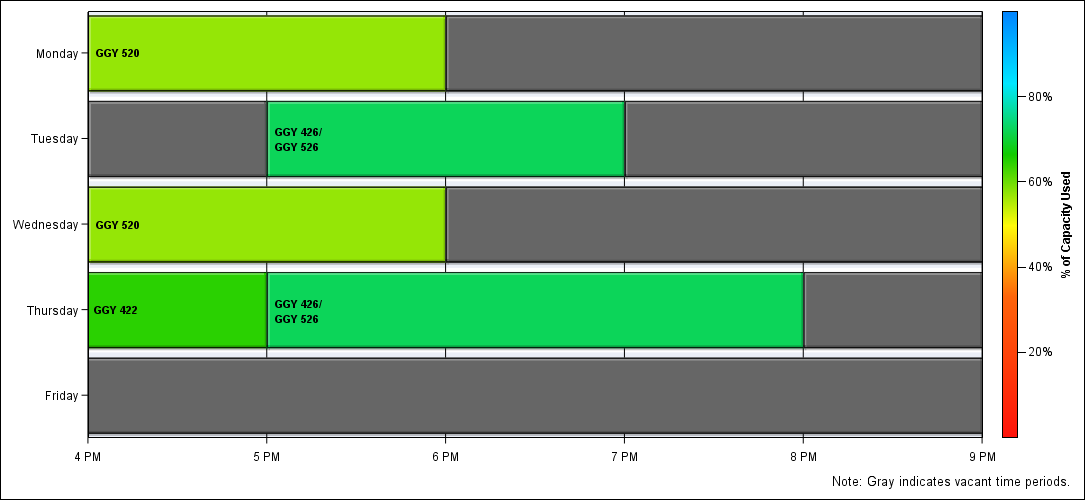 Monday
GGY 520
Tuesday
GGY 426/
GGY 526
Wednesday
GGY 520
Thursday
GGY 422
GGY 426/
GGY 526
Friday
4 PM
5 PM
6 PM
7 PM
8 PM
9 PM
80%
60%
40%
20%
% of Capacity Used
Note: Gray indicates vacant time periods.